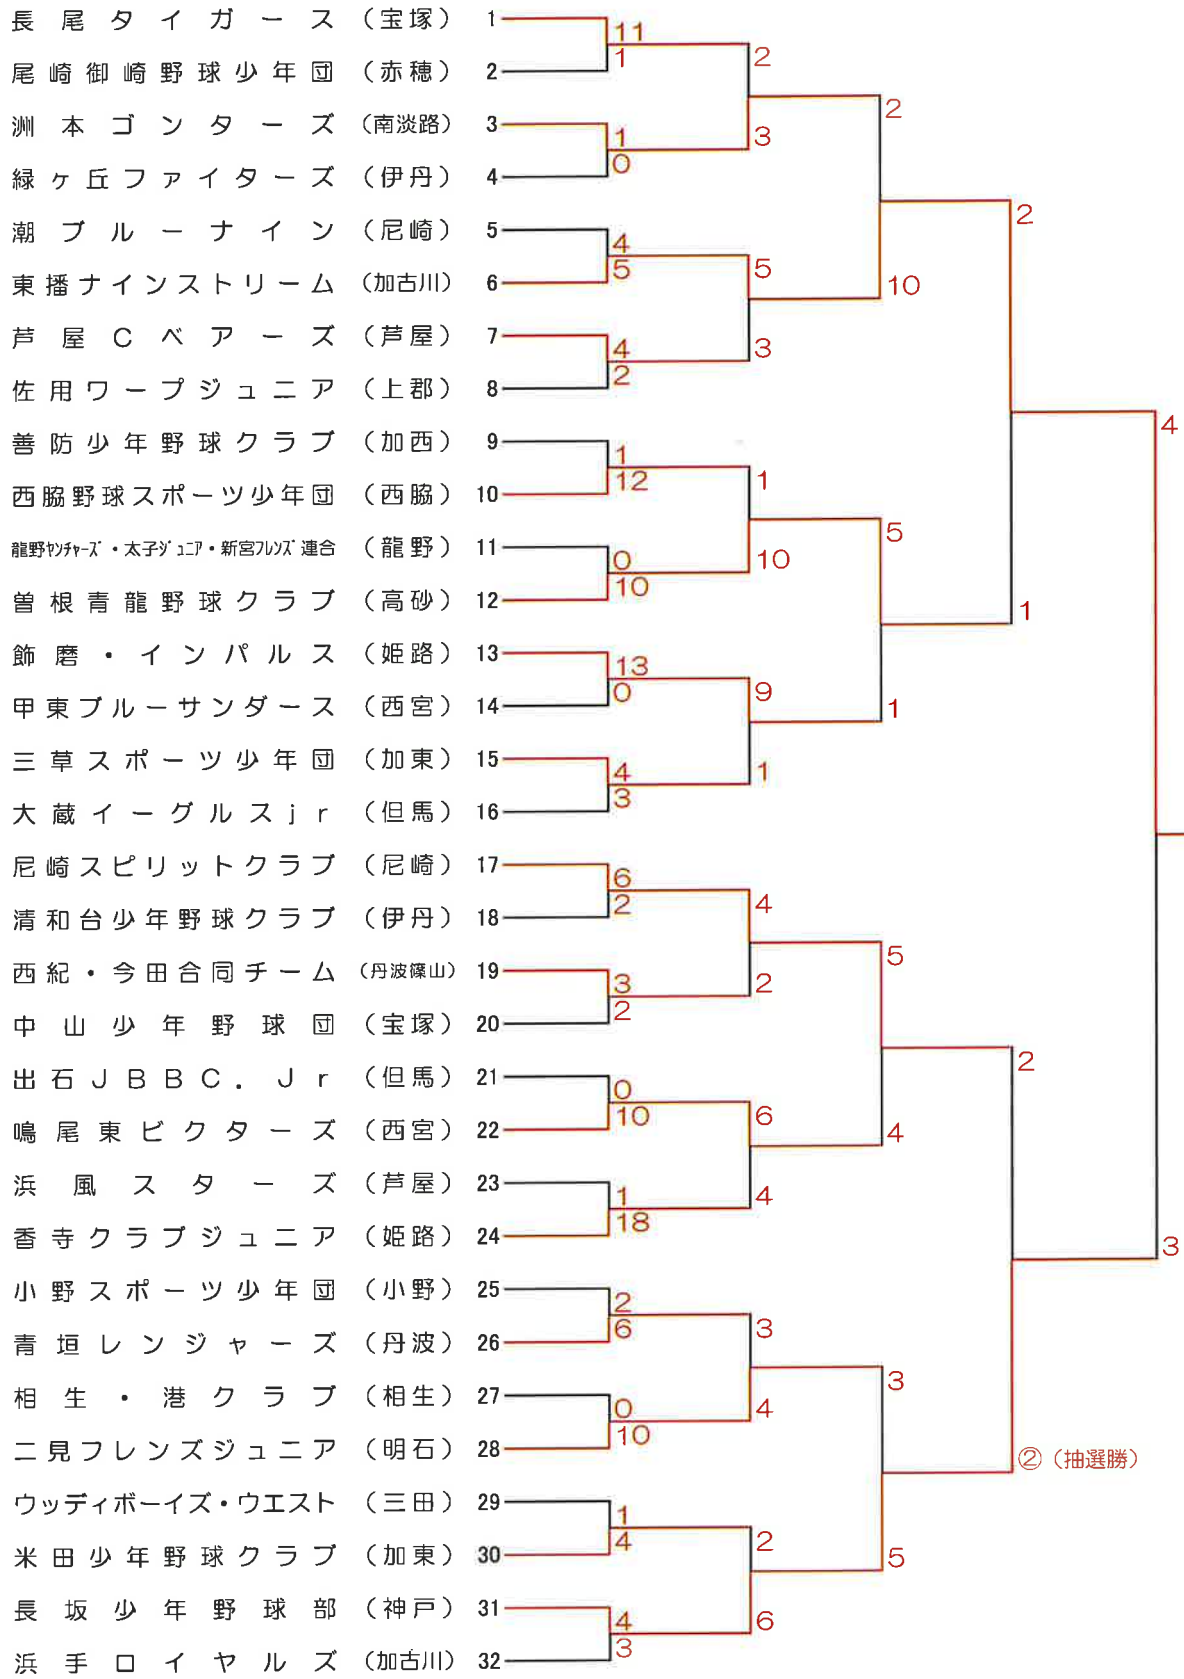 長尾タイガース (宝塚) 1
11
1
尾崎御崎野球少年団 (赤穂) 2
2
2
洲本ゴンターズ (南淡路) 3
1
0
3
緑ヶ丘ファイターズ (伊丹) 4
2
潮ブルーナイン (尼崎) 5
4
5
東播ナインストリーム (加古川) 6
5
10
芦屋Cベアーズ (芦屋) 7
4
2
3
佐用ワープジュニア (上郡) 8
4
善防少年野球クラブ (加西) 9
1
12
西脇野球スポーツ少年団 (西脇) 10
1
5
龍野ヤンチャーズ・太子ジュニア・新宮フレンズ連合 (龍野) 11
0
10
10
曽根青龍野球クラブ (高砂) 12
1
飾磨・インパルス (姫路) 13
13
0
甲東ブルーサンダース (西宮) 14
9
1
三草スポーツ少年団 (加東) 15
4
3
1
大蔵イーグルスjr (但馬) 16
尼崎スピリットクラブ (尼崎) 17
6
2
清和台少年野球クラブ (伊丹) 18
4
5
西紀・今田合同チーム (丹波篠山) 19
3
2
2
中山少年野球団 (宝塚) 20
2
出石JBBC.Jr (但馬) 21
0
10
鳴尾東ビクターズ (西宮) 22
6
4
浜風スターズ (芦屋) 23
1
18
4
香寺クラブジュニア (姫路) 24
3
小野スポーツ少年団 (小野) 25
2
6
青垣レンジャーズ (丹波) 26
3
3
相生・港クラブ (相生) 27
0
10
4
二見フレンズジュニア (明石) 28
②(抽選勝)
ウッディボーイズ・ウエスト (三田) 29
1
4
米田少年野球クラブ (加東) 30
2
5
長坂少年野球部 (神戸) 31
4
3
6
浜手ロイヤルズ (加古川) 32